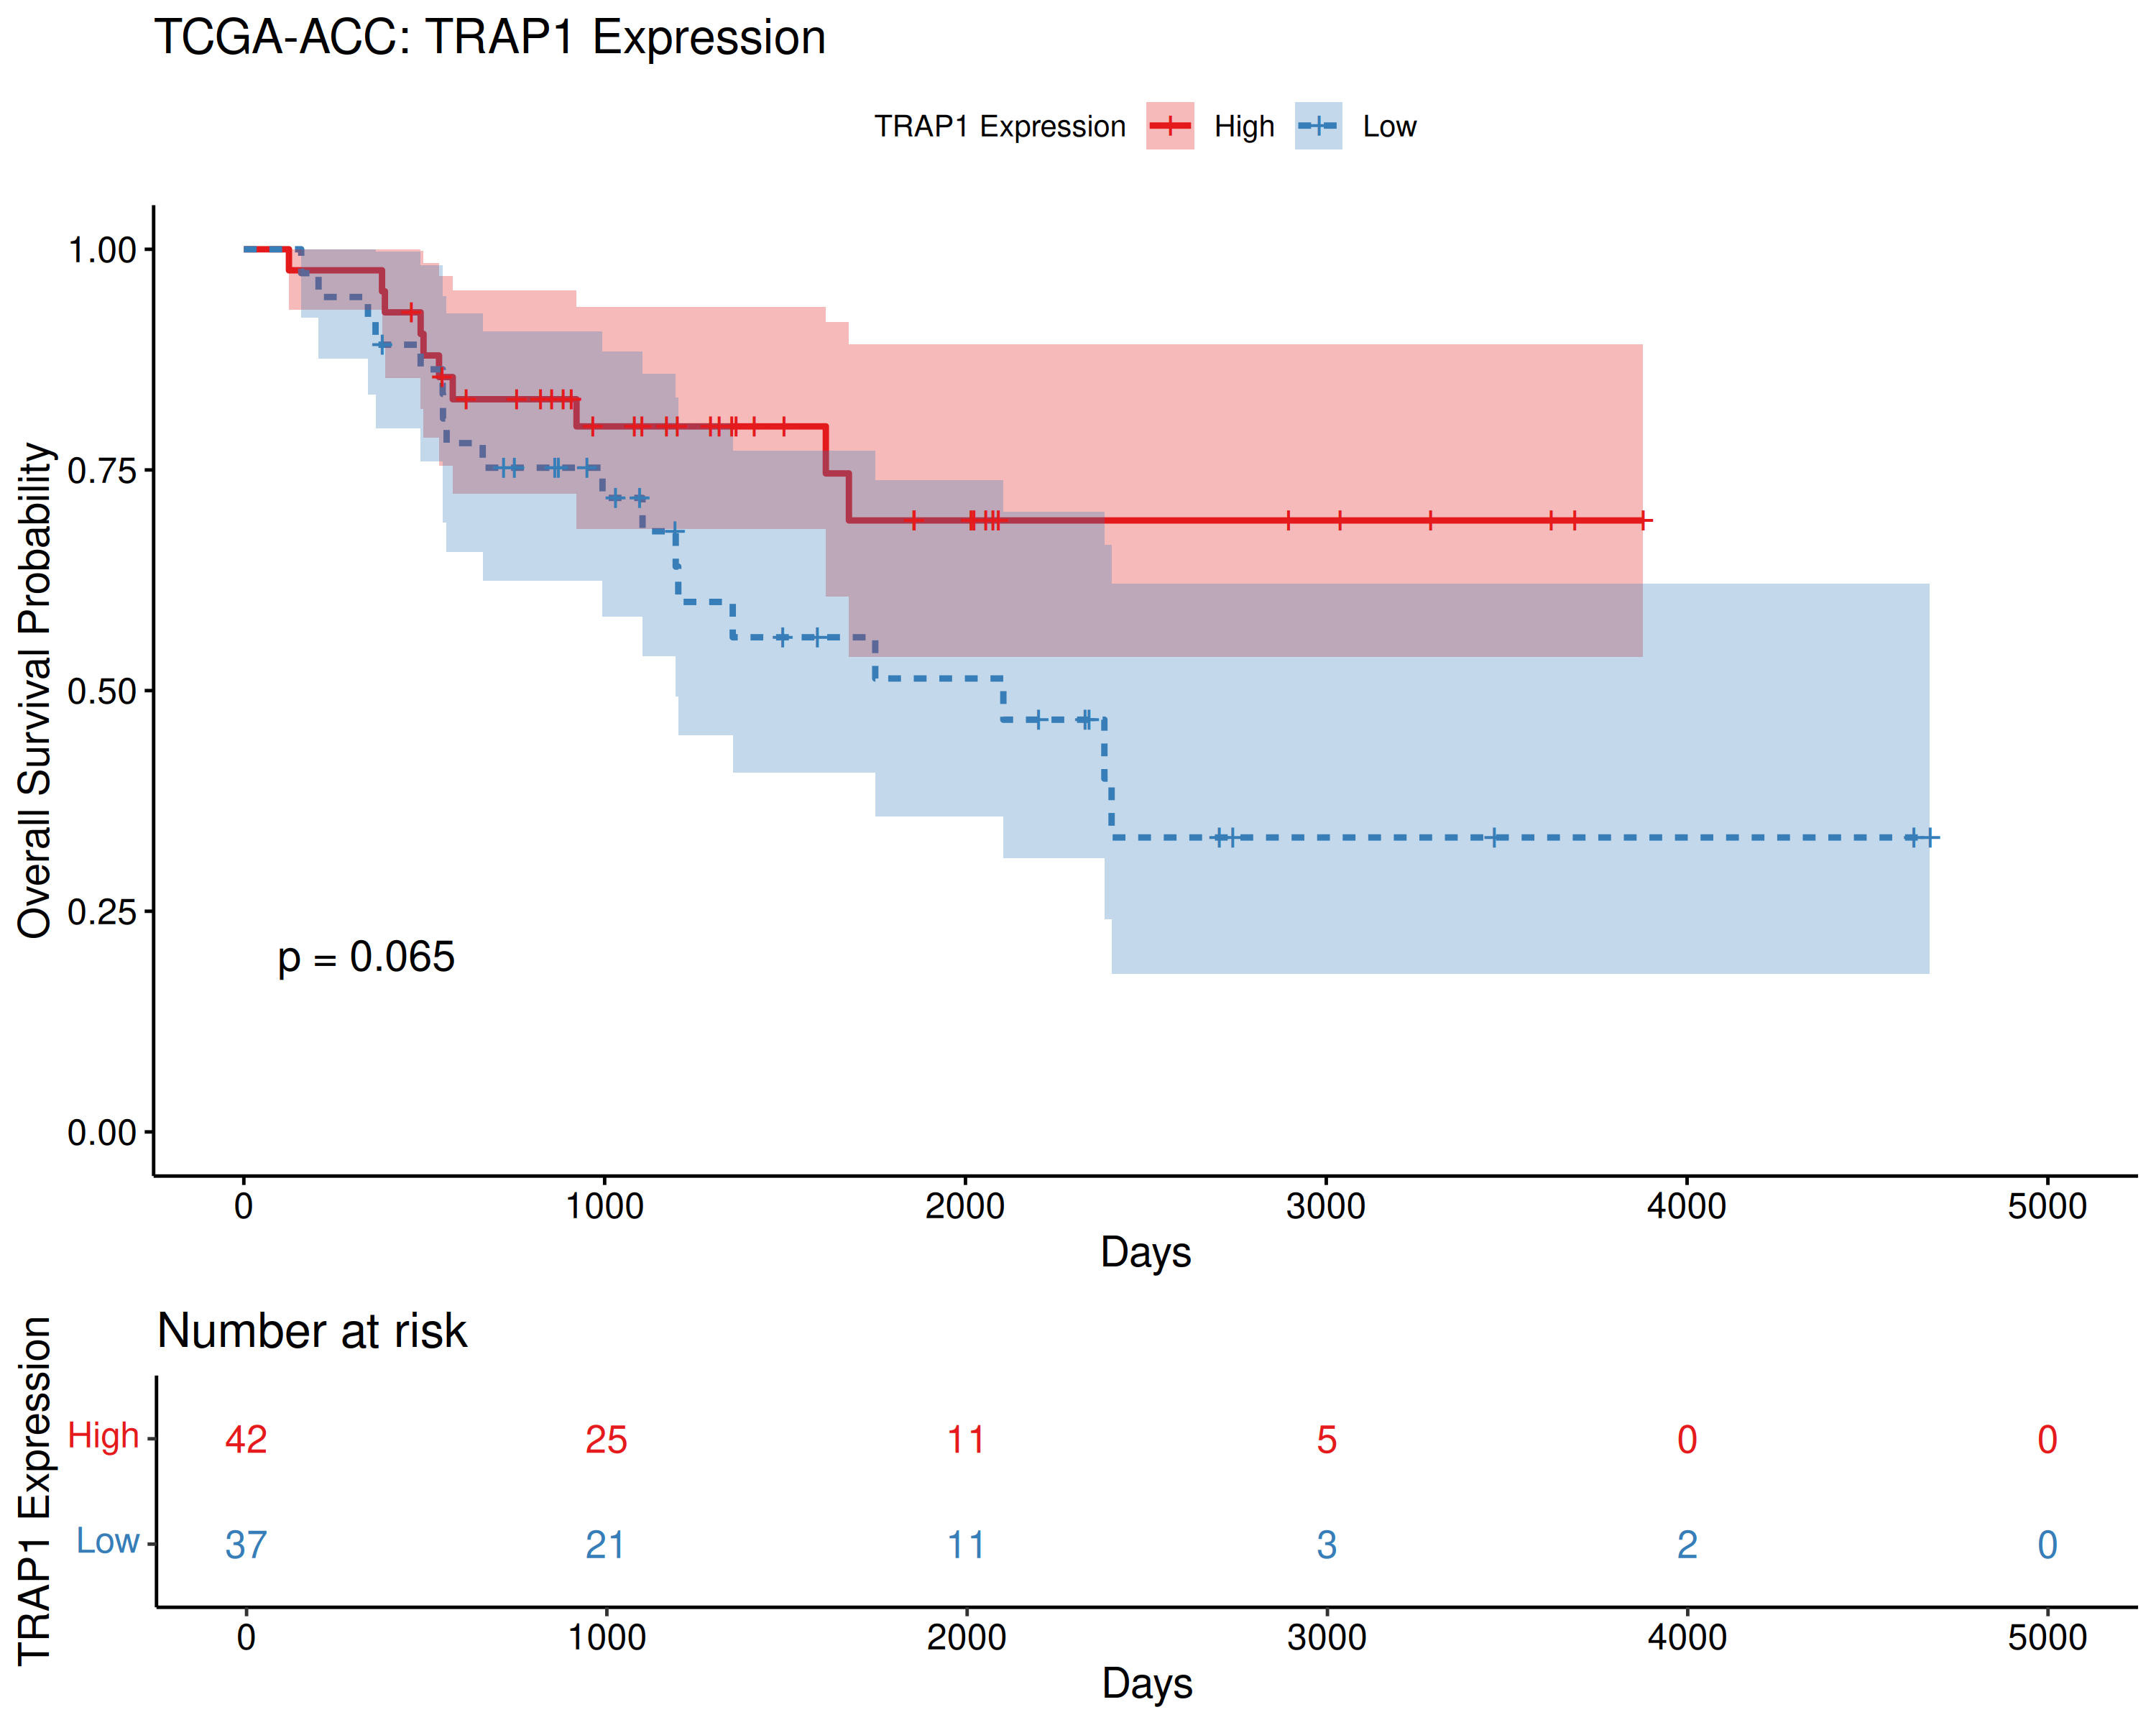 TCGA-ACC: TRAP1 Expression
TRAP1 Expression High Low
Overall Survival Probability
1.00
0.75
0.50
0.25
0.00
p = 0.065
0 1000 2000 3000 4000 5000
Days
Number at risk
TRAP1 Expression
High 42 25 11 5 0 0
Low 37 21 11 3 2 0
0 1000 2000 3000 4000 5000
Days